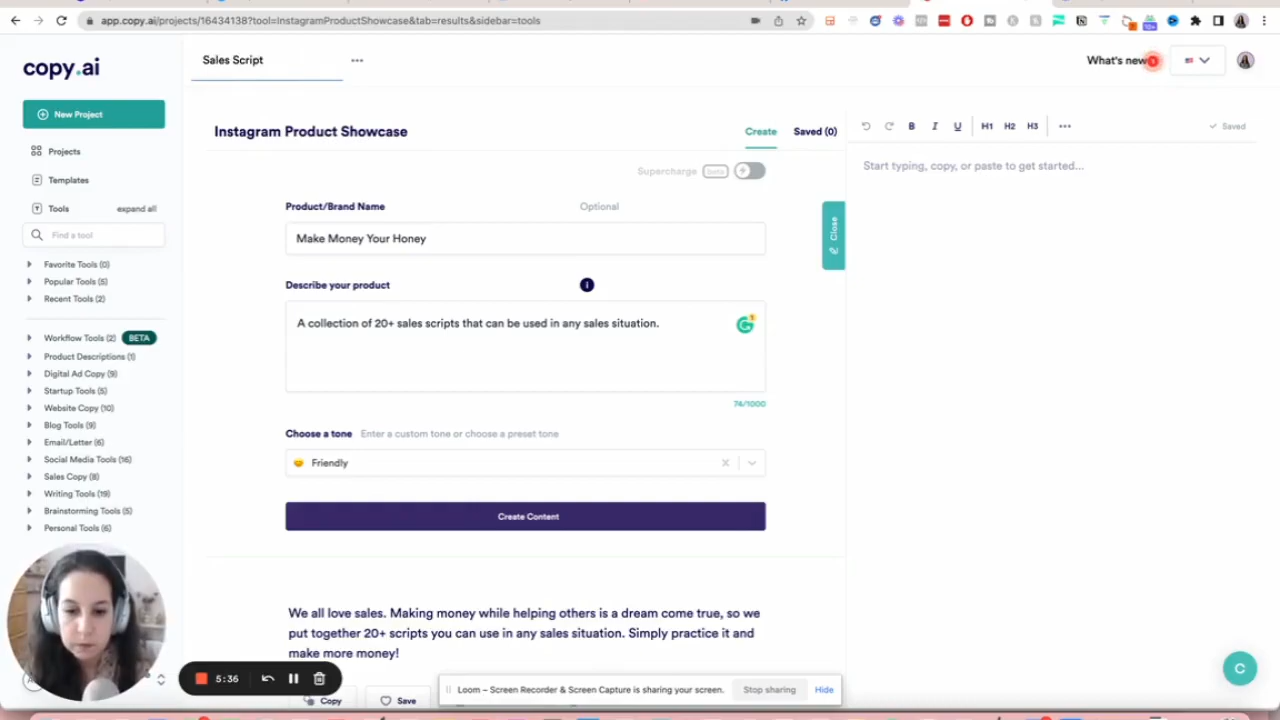 app.copy.ai/projects/16434138?tool=InstagramProductShowcase&tab=results&sidebar=tools
copy.ai
Sales Script
What's new
1
New Project
Projects
Templates
Tools
expand all
Find a tool
Favorite Tools (0)
Popular Tools (5)
Recent Tools (2)
Workflow Tools (2) BETA
Product Descriptions (1)
Digital Ad Copy (9)
Startup Tools (5)
Website Copy (10)
Blog Tools (9)
Email/Letter (6)
Social Media Tools (16)
Sales Copy (8)
Writing Tools (19)
Brainstorming Tools (5)
Personal Tools (6)
Instagram Product Showcase
Create
Saved (0)
Supercharge beta
Product/Brand Name
Optional
Make Money Your Honey
Describe your product
A collection of 20+ sales scripts that can be used in any sales situation.
74/1000
Choose a tone
Enter a custom tone or choose a preset tone
Friendly
Create Content
We all love sales. Making money while helping others is a dream come true, so we
put together 20+ scripts you can use in any sales situation. Simply practice it and
make more money!
Copy
Save
B I U H1 H2 H3
Saved
Start typing, copy, or paste to get started...
Close
5:36
Loom – Screen Recorder & Screen Capture is sharing your screen.
Stop sharing
Hide
C